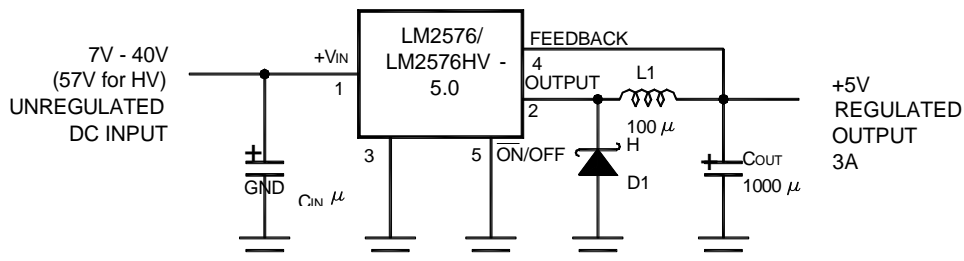 7V - 40V
(57V for HV)
UNREGULATED
DC INPUT
+VIN
1
LM2576/
LM2576HV -
5.0
FEEDBACK
4
OUTPUT
2
L1
100 μ
H
D1
3
5
ON/OFF
GND
CIN μ
COUT
1000 μ
+5V
REGULATED
OUTPUT
3A